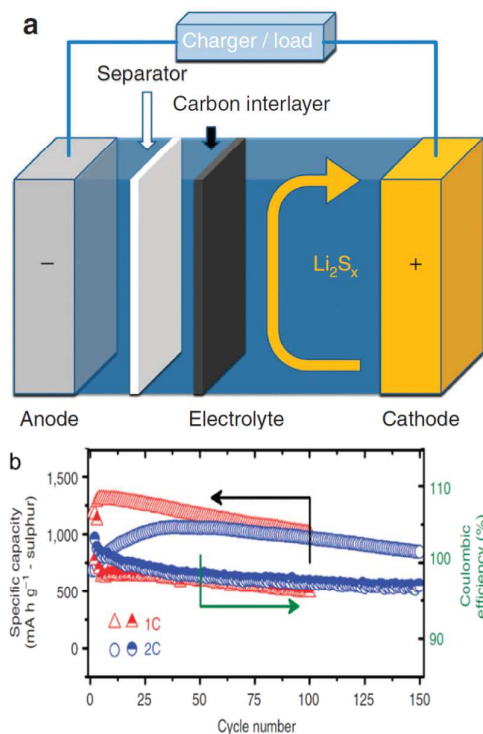 a
Charger / load
Separator
Carbon interlayer
−
Li2Sx
+
Anode
Electrolyte
Cathode
b
Specific capacity
(mA h g−1 - sulphur)
1,500
1,000
500
0
110
100
90
Coulombic
efficiency (%)
1C
2C
0
25
50
75
100
125
150
Cycle number